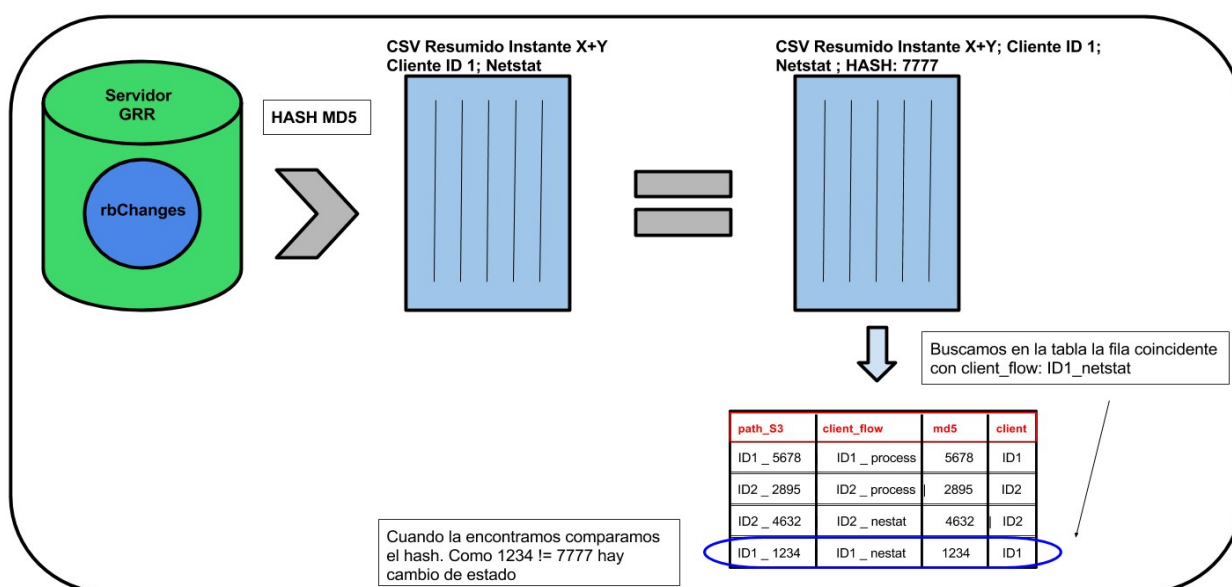 CSV Resumido Instante X+Y
Cliente ID 1; Netstat
CSV Resumido Instante X+Y; Cliente ID 1;
Netstat ; HASH: 7777
Servidor
GRR
HASH MD5
rbChanges
Buscamos en la tabla la fila coincidente
con client_flow: ID1_netstat
path_S3 client_flow md5 client
ID1 _ 5678 ID1 _ process 5678 ID1
ID2 _ 2895 ID2 _ process 2895 ID2
ID2 _ 4632 ID2 _ nestat 4632 ID2
ID1 _ 1234 ID1 _ nestat 1234 ID1
Cuando la encontramos comparamos
el hash. Como 1234 != 7777 hay
cambio de estado